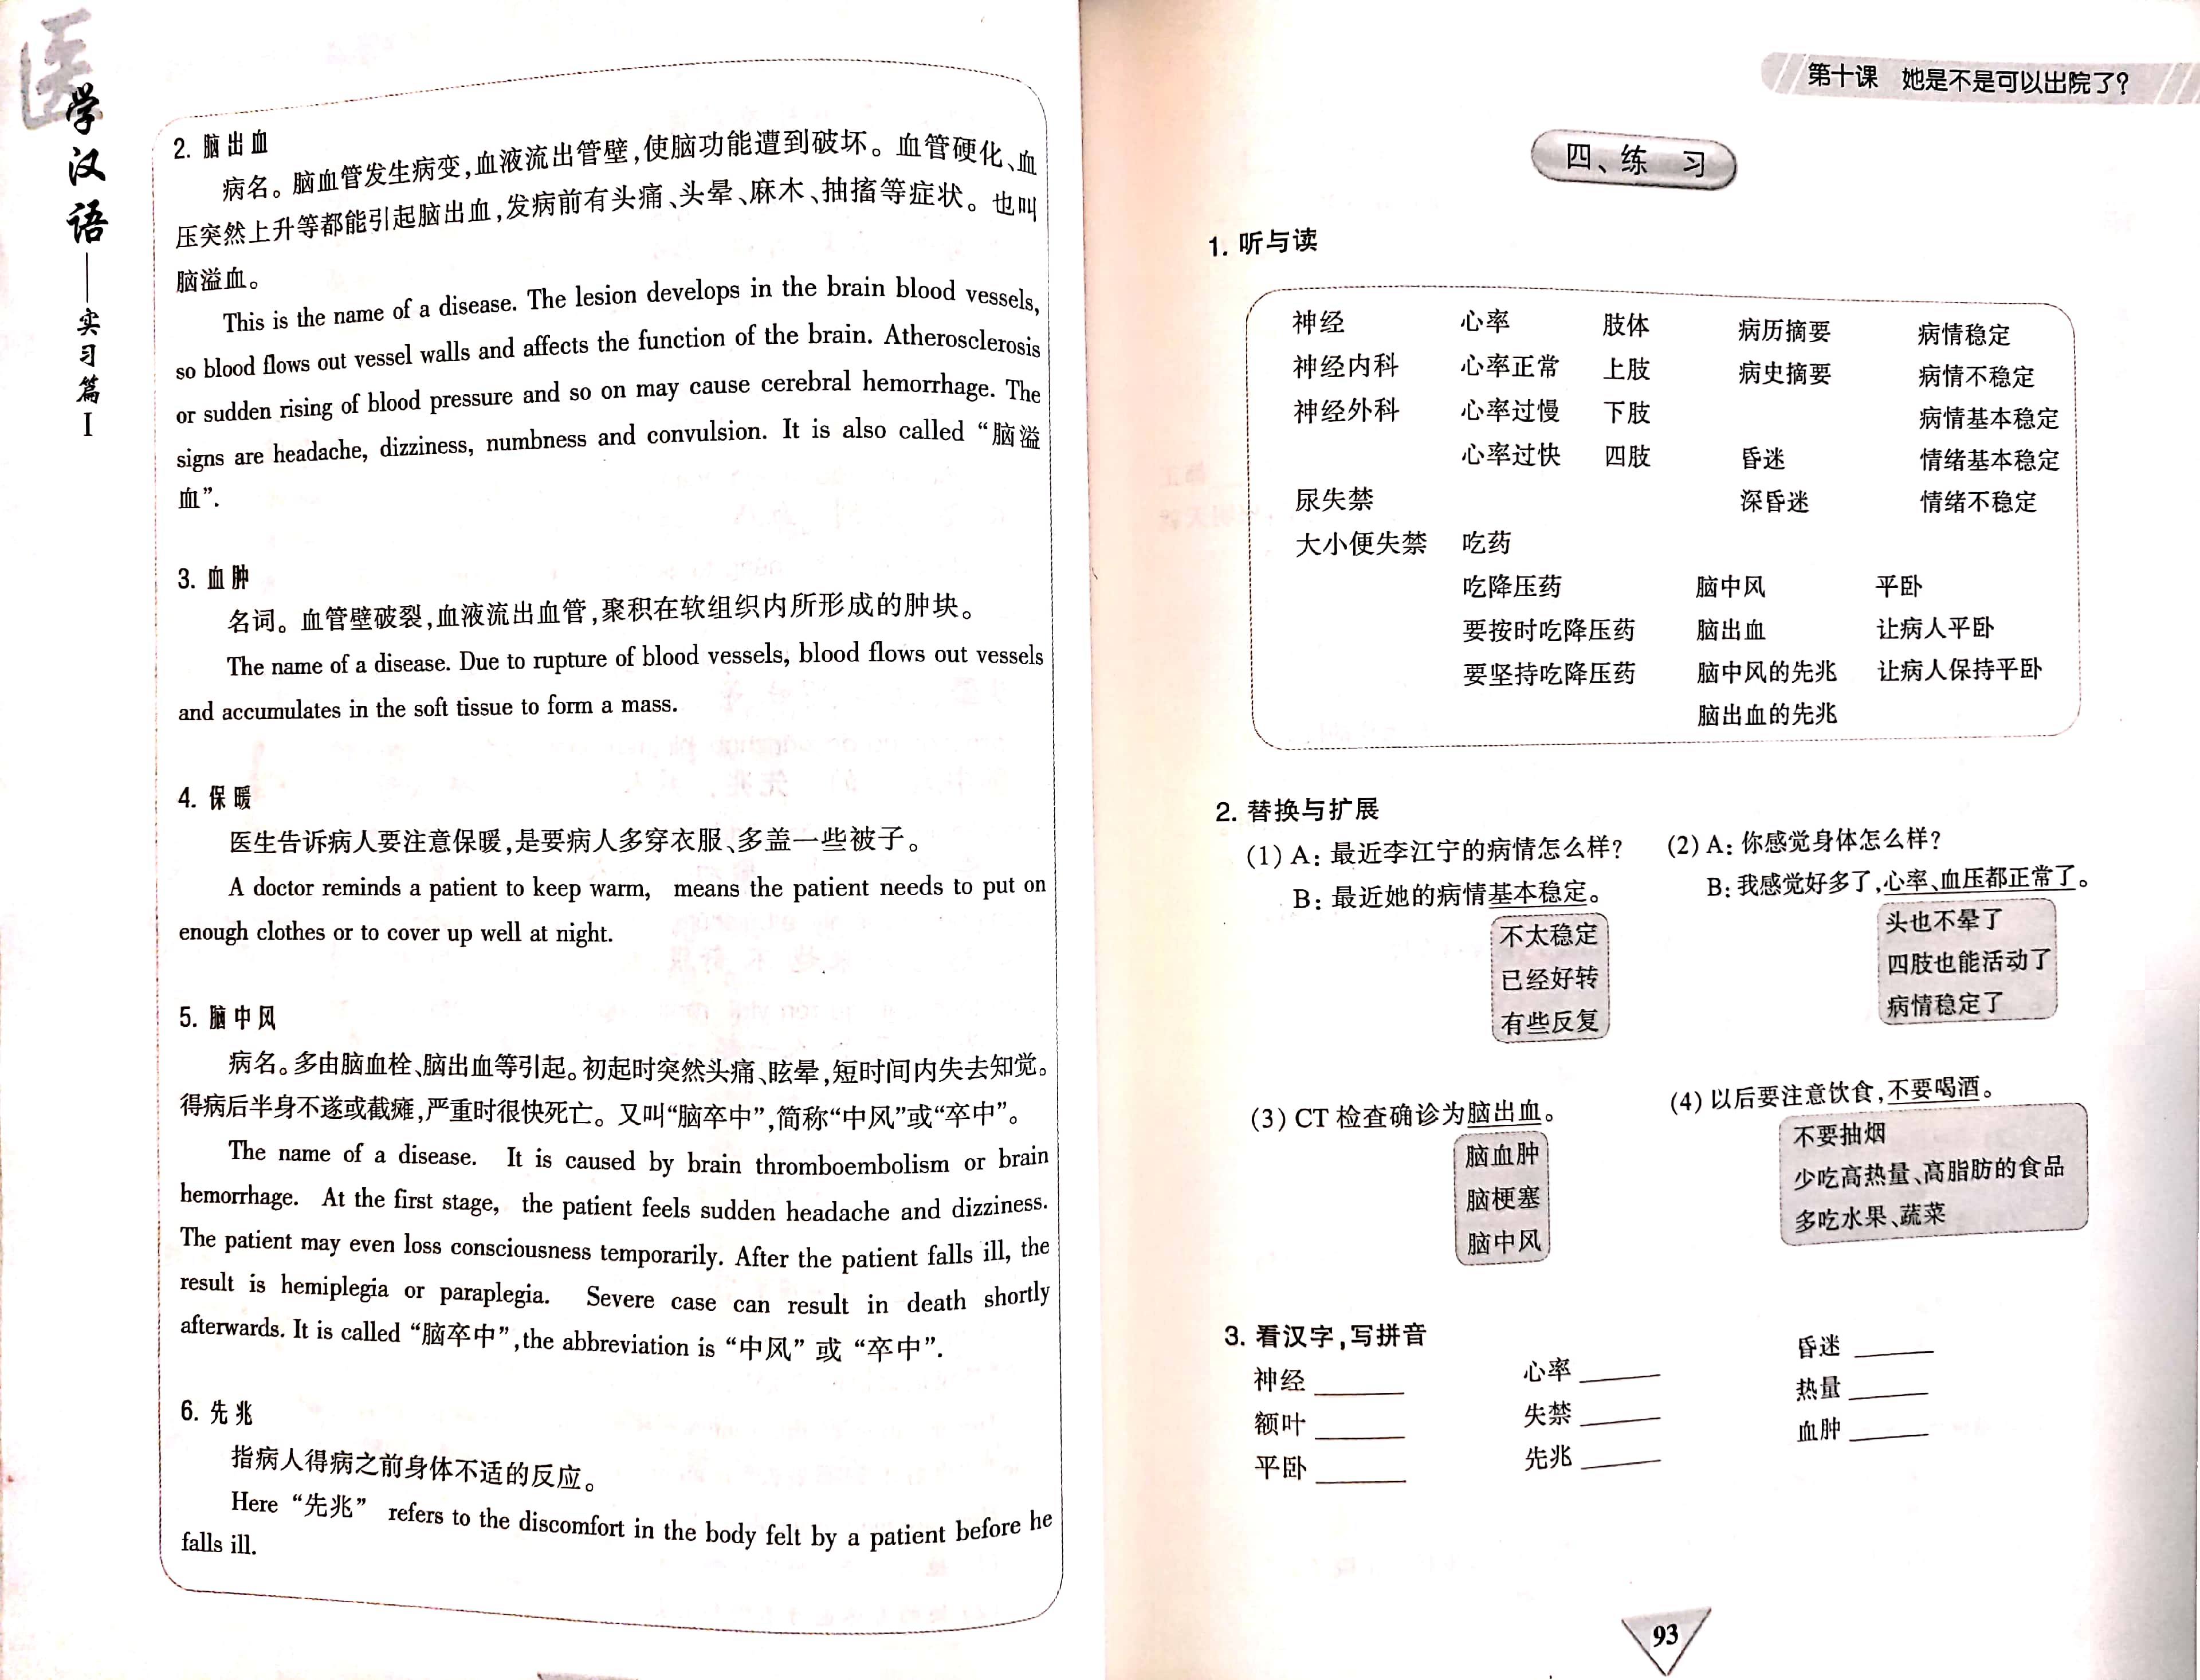 医学汉语——实习篇 I
2. 脑出血
病名。脑血管发生病变,血液流出管壁,使脑功能遭到破坏。血管硬化、血
压突然上升等都能引起脑出血,发病前有头痛、头晕、麻木、抽搐等症状。也叫
脑溢血。
This is the name of a disease. The lesion develops in the brain blood vessels,
so blood flows out vessel walls and affects the function of the brain. Atherosclerosis
or sudden rising of blood pressure and so on may cause cerebral hemorrhage. The
signs are headache, dizziness, numbness and convulsion. It is also called “脑溢
血”.
3. 血肿
名词。血管壁破裂,血液流出血管,聚积在软组织内所形成的肿块。
The name of a disease. Due to rupture of blood vessels, blood flows out vessels
and accumulates in the soft tissue to form a mass.
4. 保暖
医生告诉病人要注意保暖,是要病人多穿衣服、多盖一些被子。
A doctor reminds a patient to keep warm, means the patient needs to put on
enough clothes or to cover up well at night.
5. 脑中风
病名。多由脑血栓、脑出血等引起。初起时突然头痛、眩晕,短时间内失去知觉。
得病后半身不遂或截瘫,严重时很快死亡。又叫“脑卒中”,简称“中风”或“卒中”。
The name of a disease. It is caused by brain thromboembolism or brain
hemorrhage. At the first stage, the patient feels sudden headache and dizziness.
The patient may even loss consciousness temporarily. After the patient falls ill, the
result is hemiplegia or paraplegia. Severe case can result in death shortly
afterwards. It is called “脑卒中”,the abbreviation is “中风” 或 “卒中”.
6. 先兆
指病人得病之前身体不适的反应。
Here “先兆” refers to the discomfort in the body felt by a patient before he
falls ill.
第十课 她是不是可以出院了?
四、练 习
1. 听与读
神经 心率 肢体 病历摘要 病情稳定
神经内科 心率正常 上肢 病史摘要 病情不稳定
神经外科 心率过慢 下肢 病情基本稳定
心率过快 四肢 昏迷 情绪基本稳定
尿失禁 深昏迷 情绪不稳定
大小便失禁 吃药
吃降压药 脑中风 平卧
要按时吃降压药 脑出血 让病人平卧
要坚持吃降压药 脑中风的先兆 让病人保持平卧
脑出血的先兆
2. 替换与扩展
(1) A: 最近李江宁的病情怎么样?
B: 最近她的病情基本稳定。
不太稳定
已经好转
有些反复
(2) A: 你感觉身体怎么样?
B: 我感觉好多了,心率、血压都正常了。
头也不晕了
四肢也能活动了
病情稳定了
(3) CT 检查确诊为脑出血。
脑血肿
脑梗塞
脑中风
(4) 以后要注意饮食,不要喝酒。
不要抽烟
少吃高热量、高脂肪的食品
多吃水果、蔬菜
3. 看汉字,写拼音
神经 ______ 心率 ______ 昏迷 ______
额叶 ______ 失禁 ______ 热量 ______
平卧 ______ 先兆 ______ 血肿 ______
93